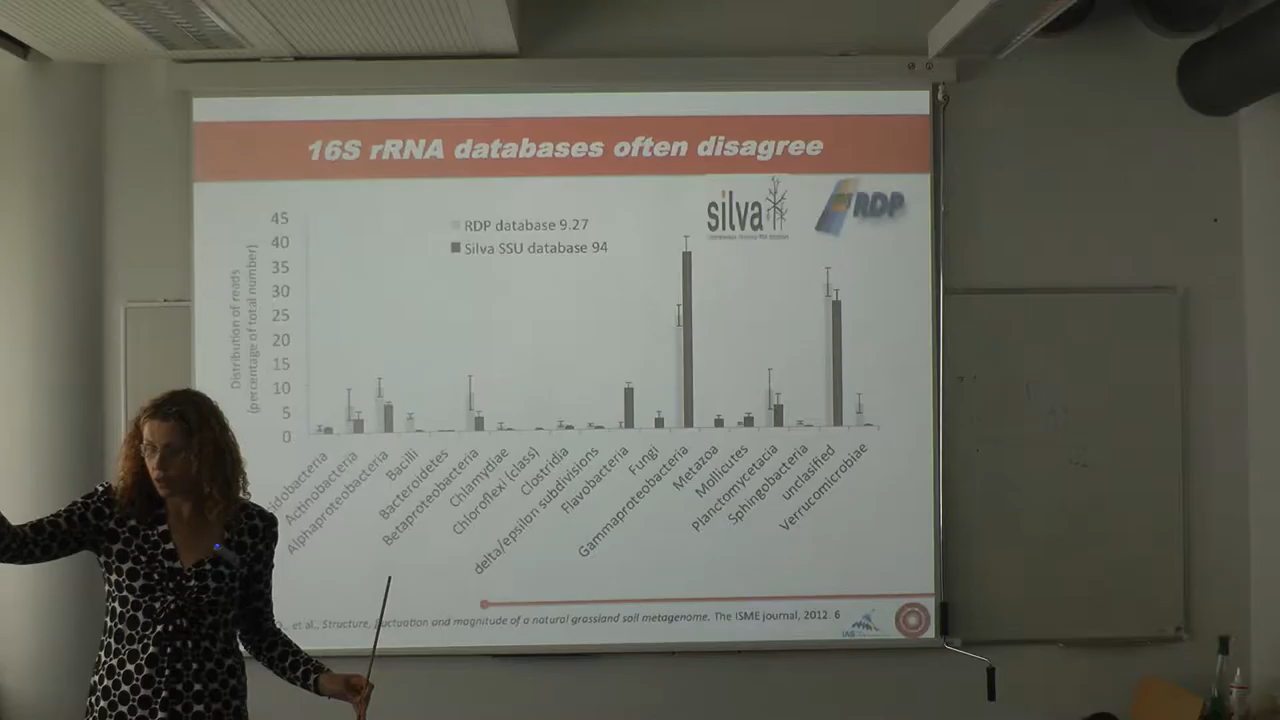 16S rRNA databases often disagree
silva
RDP
RDP database 9.27
Silva SSU database 94
Distribution of reads
(percentage of total number)
45
40
35
30
25
20
15
10
5
0
Actinobacteria
Alphaproteobacteria
Bacilli
Bacteroidetes
Betaproteobacteria
Chlamydiae
Chloroflexi (class)
Clostridia
delta/epsilon subdivisions
Flavobacteria
Fungi
Gammaproteobacteria
Metazoa
Mollicutes
Planctomycetacia
Sphingobacteria
unclassified
Verrucomicrobiae
et al., Structure, fluctuation and magnitude of a natural grassland soil metagenome. The ISME journal, 2012. 6
IAS